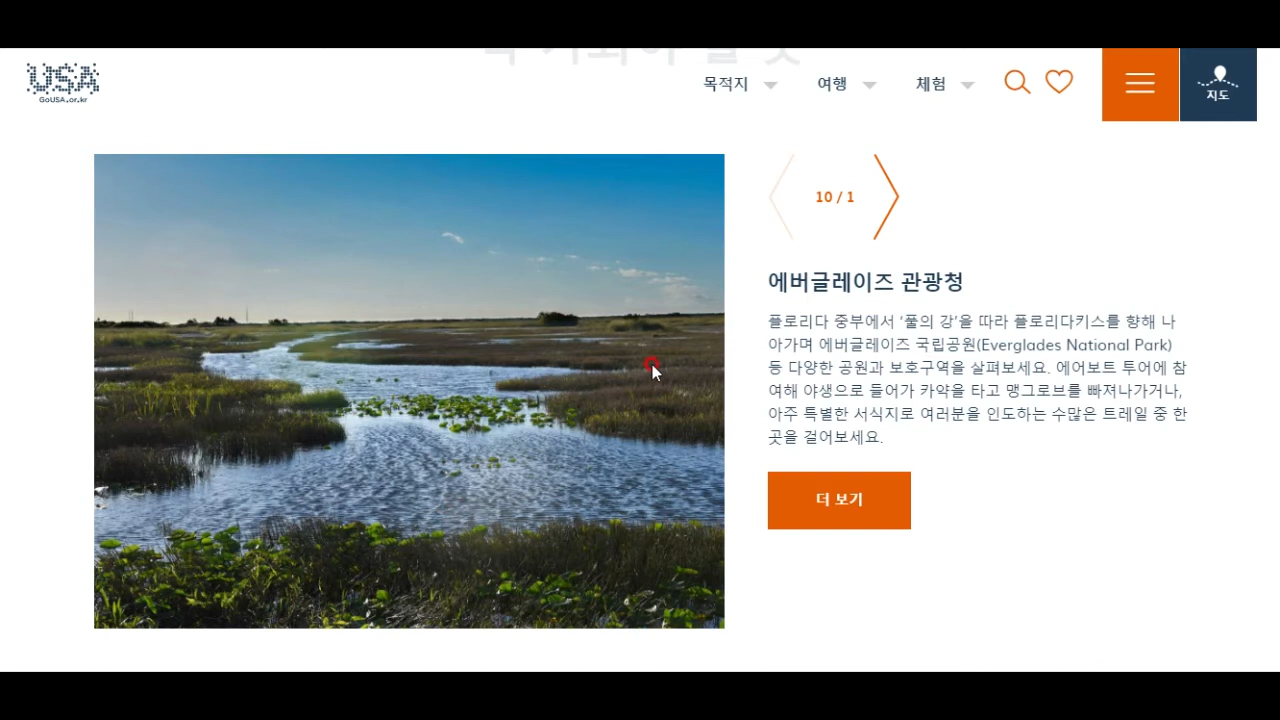 USA
GoUSA.or.kr
목적지
여행
체험
지도
10 / 1
에버글레이즈 관광청
플로리다 중부에서 ‘풀의 강’을 따라 플로리다키스를 향해 나
아가며 에버글레이즈 국립공원(Everglades National Park)
등 다양한 공원과 보호구역을 살펴보세요. 에어보트 투어에 참
여해 야생으로 들어가 카약을 타고 맹그로브를 빠져나가거나,
아주 특별한 서식지로 여러분을 인도하는 수많은 트레일 중 한
곳을 걸어보세요.
더 보기